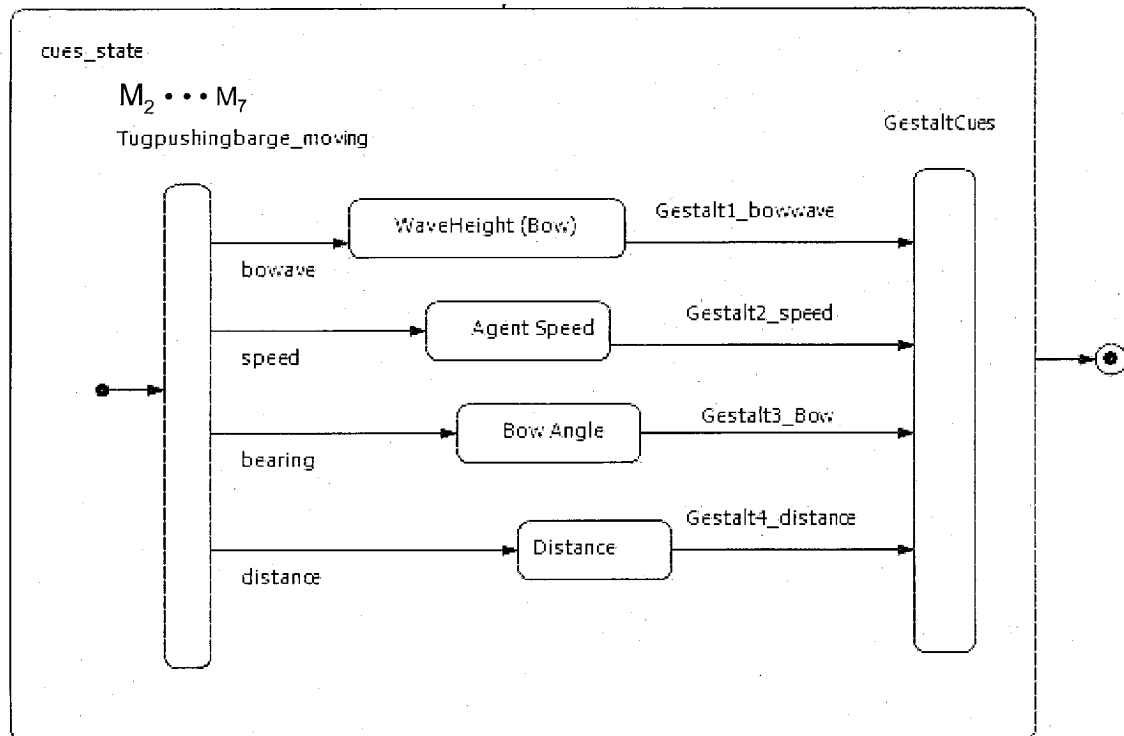 cues_state
M2 ••• M7
Tugpushingbarge_moving
GestaltCues
WaveHeight (Bow)
Gestalt1_bowwave
bowave
Agent Speed
Gestalt2_speed
speed
Bow Angle
Gestalt3_Bow
bearing
Distance
Gestalt4_distance
distance